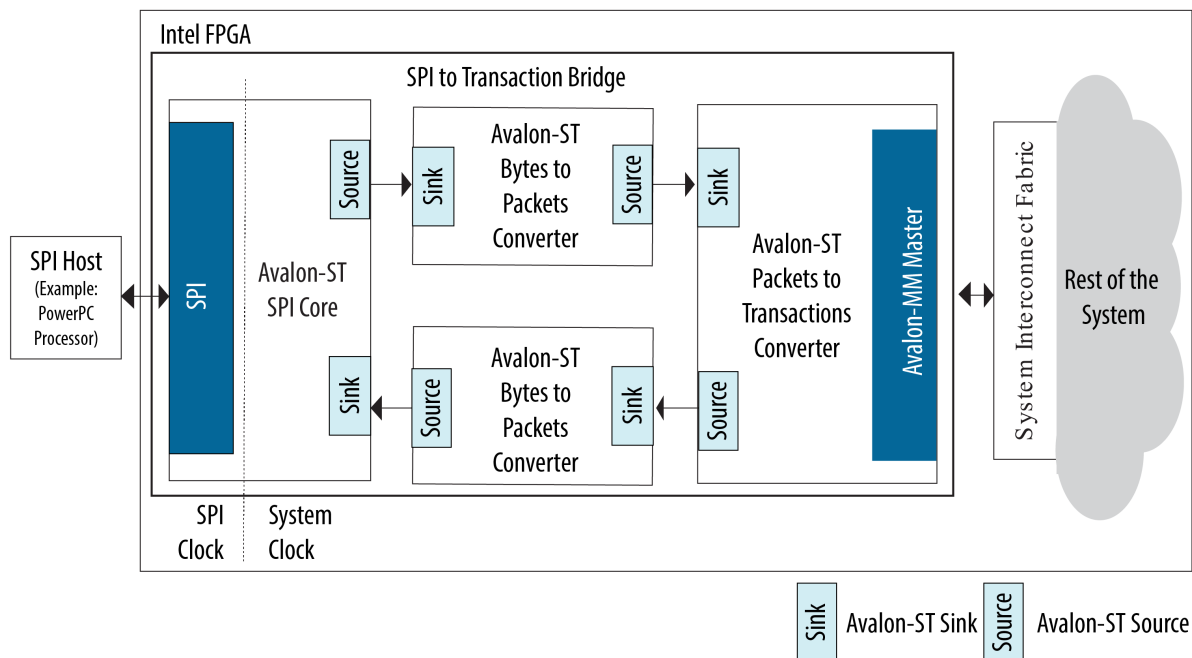 Intel FPGA
SPI to Transaction Bridge
SPI Host
(Example:
PowerPC
Processor)
SPI
Avalon-ST
SPI Core
Source
Sink
Sink
Avalon-ST
Bytes to
Packets
Converter
Source
Source
Avalon-ST
Bytes to
Packets
Converter
Sink
Sink
Source
Avalon-ST
Packets to
Transactions
Converter
Avalon-MM Master
System Interconnect Fabric
Rest of the
System
SPI
Clock
System
Clock
Sink
Avalon-ST Sink
Source
Avalon-ST Source